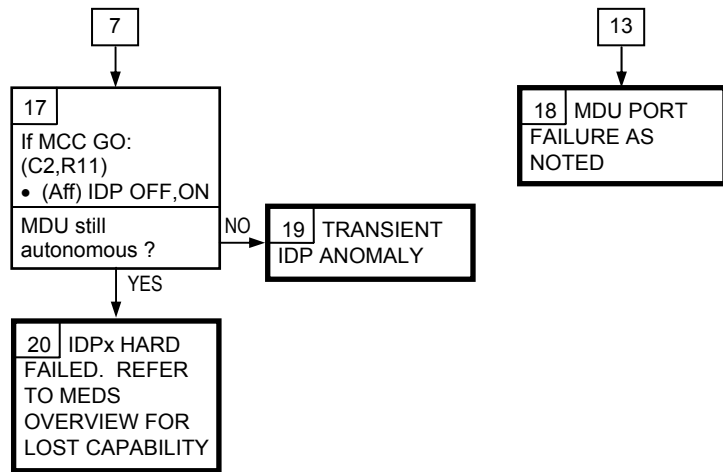 7
17
If MCC GO:
(C2,R11)
• (Aff) IDP OFF,ON
MDU still
autonomous ?
NO
YES
19 TRANSIENT
IDP ANOMALY
20 IDPx HARD
FAILED. REFER
TO MEDS
OVERVIEW FOR
LOST CAPABILITY
13
18 MDU PORT
FAILURE AS
NOTED